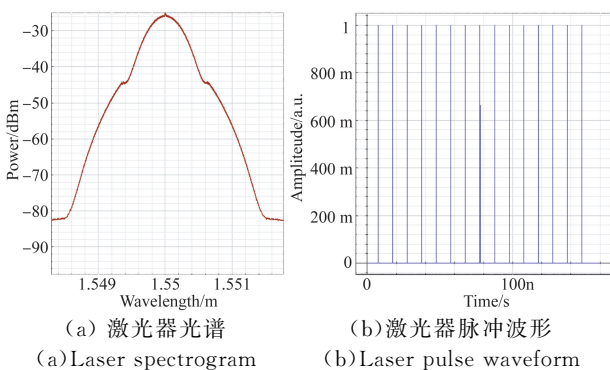 −30
−40
−50
−60
−70
−80
−90
Power/dBm
1.549
1.55
1.551
Wavelength/m
1
800 m
600 m
400 m
200 m
0
Ampliteude/a.u.
0
100n
Time/s
(a) 激光器光谱
(b)激光器脉冲波形
(a)Laser spectrogram
(b)Laser pulse waveform